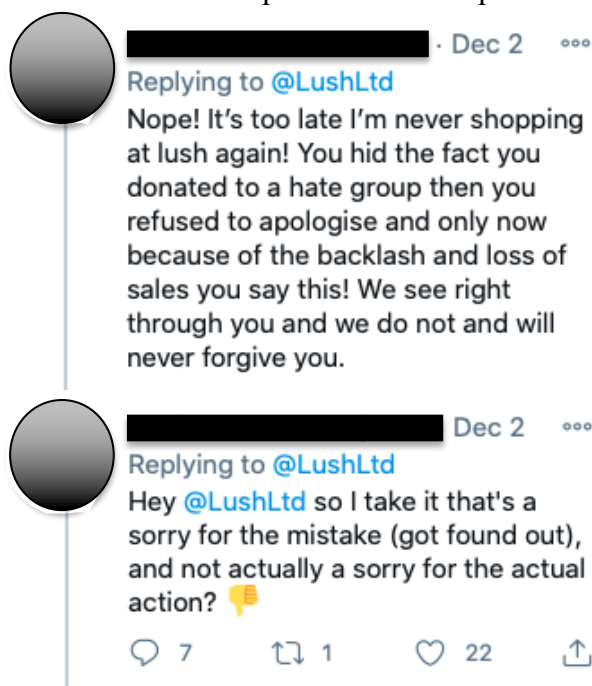 · Dec 2
Replying to @LushLtd
Nope! It’s too late I’m never shopping
at lush again! You hid the fact you
donated to a hate group then you
refused to apologise and only now
because of the backlash and loss of
sales you say this! We see right
through you and we do not and will
never forgive you.
Dec 2
Replying to @LushLtd
Hey @LushLtd so I take it that's a
sorry for the mistake (got found out),
and not actually a sorry for the actual
action? 👎
7 1 22